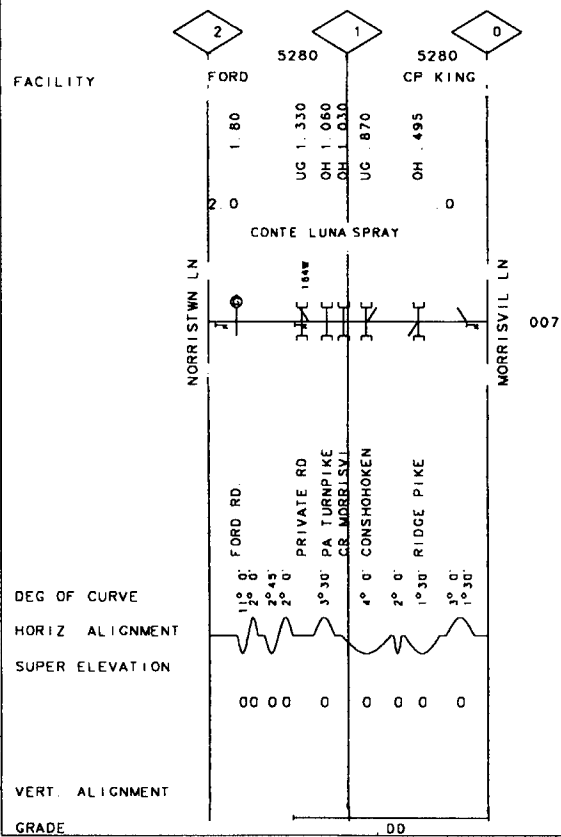 2 1 0
5280 5280
FACILITY FORD CP KING
1.80
UG 1.330
OH 1.060
OH 1.030
UG .870
OH .495
2.0 .0
CONTE LUNA SPRAY
NORRISTWN LN
184W
MORRISVIL LN
007
FORD RD.
PRIVATE RD
PA TURNPIKE
CR MORRISVI
CONSHOHOKEN
RIDGE PIKE
DEG OF CURVE
11° 0'
2° 0'
2° 45'
2° 0'
3° 30'
4° 0'
2° 0'
1° 30'
3° 0'
1° 30'
HORIZ ALIGNMENT
SUPER ELEVATION
00 00 0 0 0 0 0
VERT. ALIGNMENT
GRADE 00